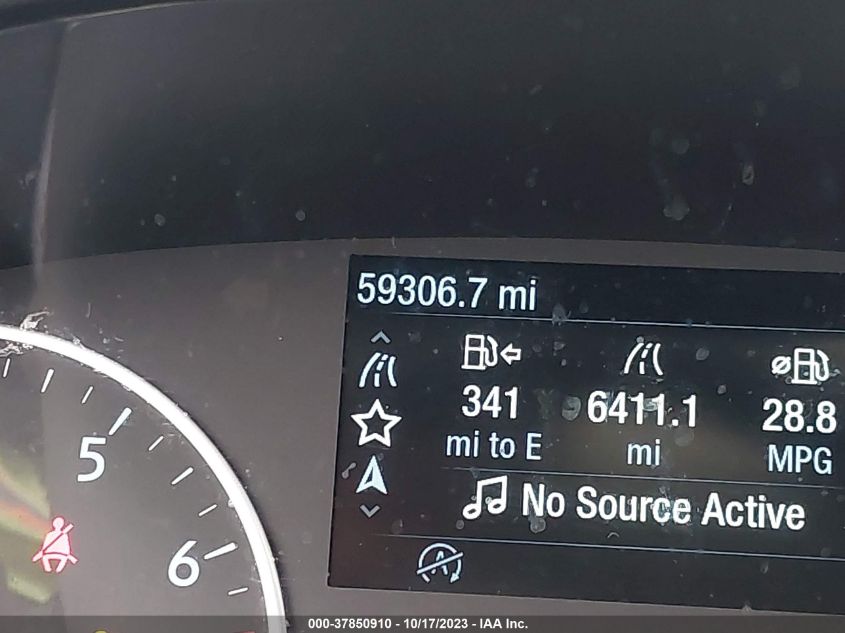 59306.7 mi
341 6411.1 28.8
mi to E mi MPG
No Source Active
5
6
A
000-37850910 - 10/17/2023 - IAA Inc.